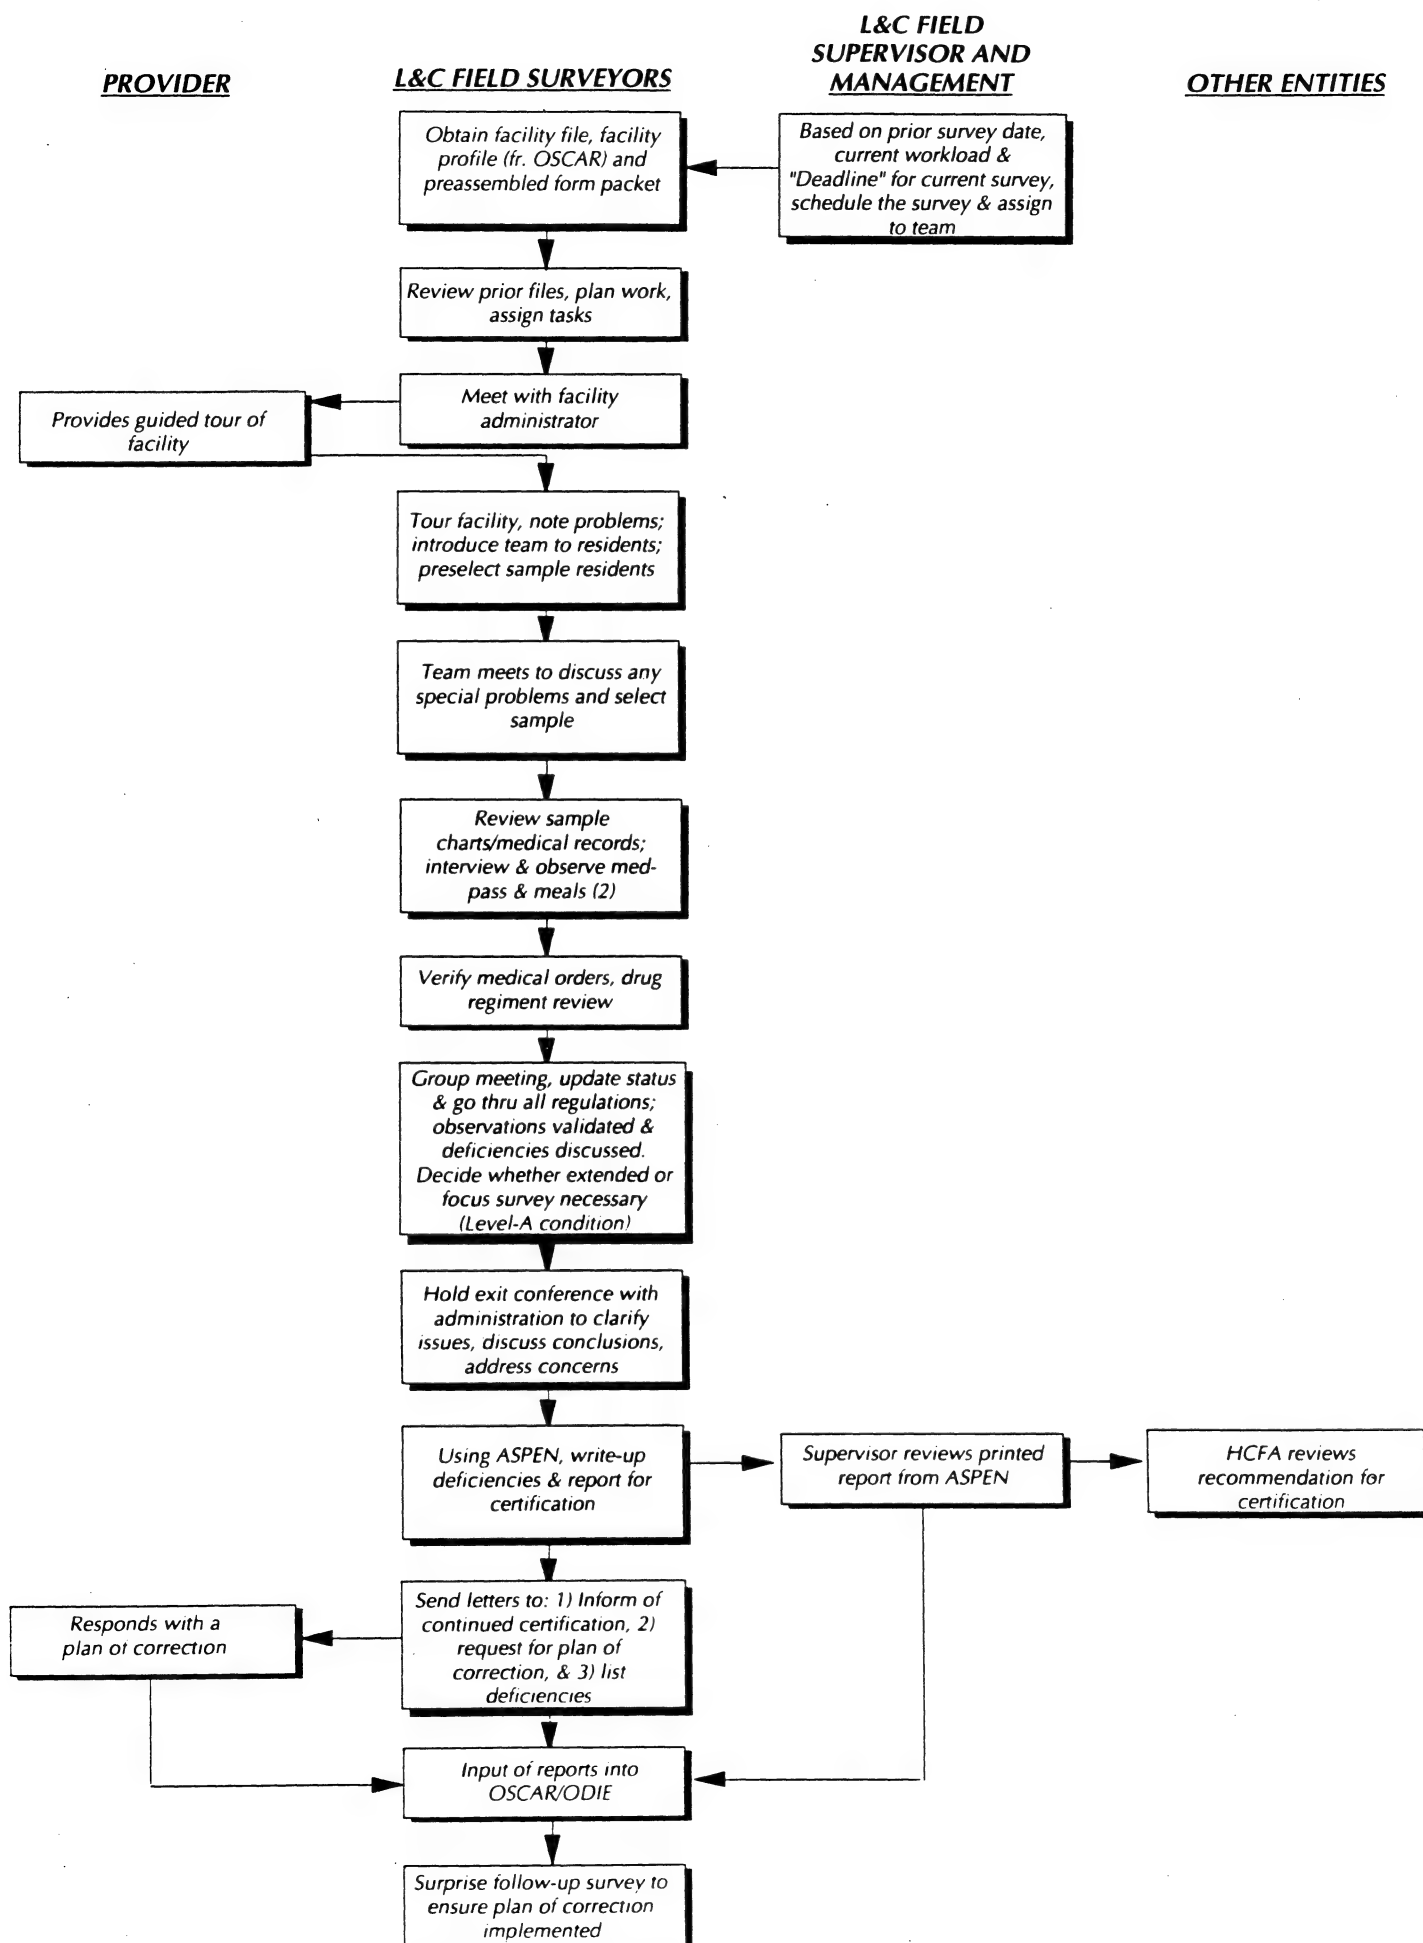 PROVIDER
L&C FIELD SURVEYORS
L&C FIELD
SUPERVISOR AND
MANAGEMENT
OTHER ENTITIES
Obtain facility file, facility
profile (fr. OSCAR) and
preassembled form packet
Based on prior survey date,
current workload &
"Deadline" for current survey,
schedule the survey & assign
to team
Review prior files, plan work,
assign tasks
Meet with facility
administrator
Provides guided tour of
facility
Tour facility, note problems;
introduce team to residents;
preselect sample residents
Team meets to discuss any
special problems and select
sample
Review sample
charts/medical records;
interview & observe med-
pass & meals (2)
Verify medical orders, drug
regiment review
Group meeting, update status
& go thru all regulations;
observations validated &
deficiencies discussed.
Decide whether extended or
focus survey necessary
(Level-A condition)
Hold exit conference with
administration to clarify
issues, discuss conclusions,
address concerns
Using ASPEN, write-up
deficiencies & report for
certification
Supervisor reviews printed
report from ASPEN
HCFA reviews
recommendation for
certification
Send letters to: 1) Inform of
continued certification, 2)
request for plan of
correction, & 3) list
deficiencies
Responds with a
plan of correction
Input of reports into
OSCAR/ODIE
Surprise follow-up survey to
ensure plan of correction
implemented